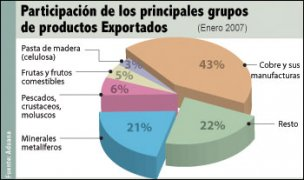 Participación de los principales grupos
de productos Exportados
(Enero 2007)
Pasta de madera
(celulosa)
3%
43%
Cobre y sus
manufacturas
Frutas y frutos
comestibles
5%
Pescados,
crustaceos,
moluscos
6%
Minerales
metalíferos
21%
22%
Resto
Fuente: Aduana